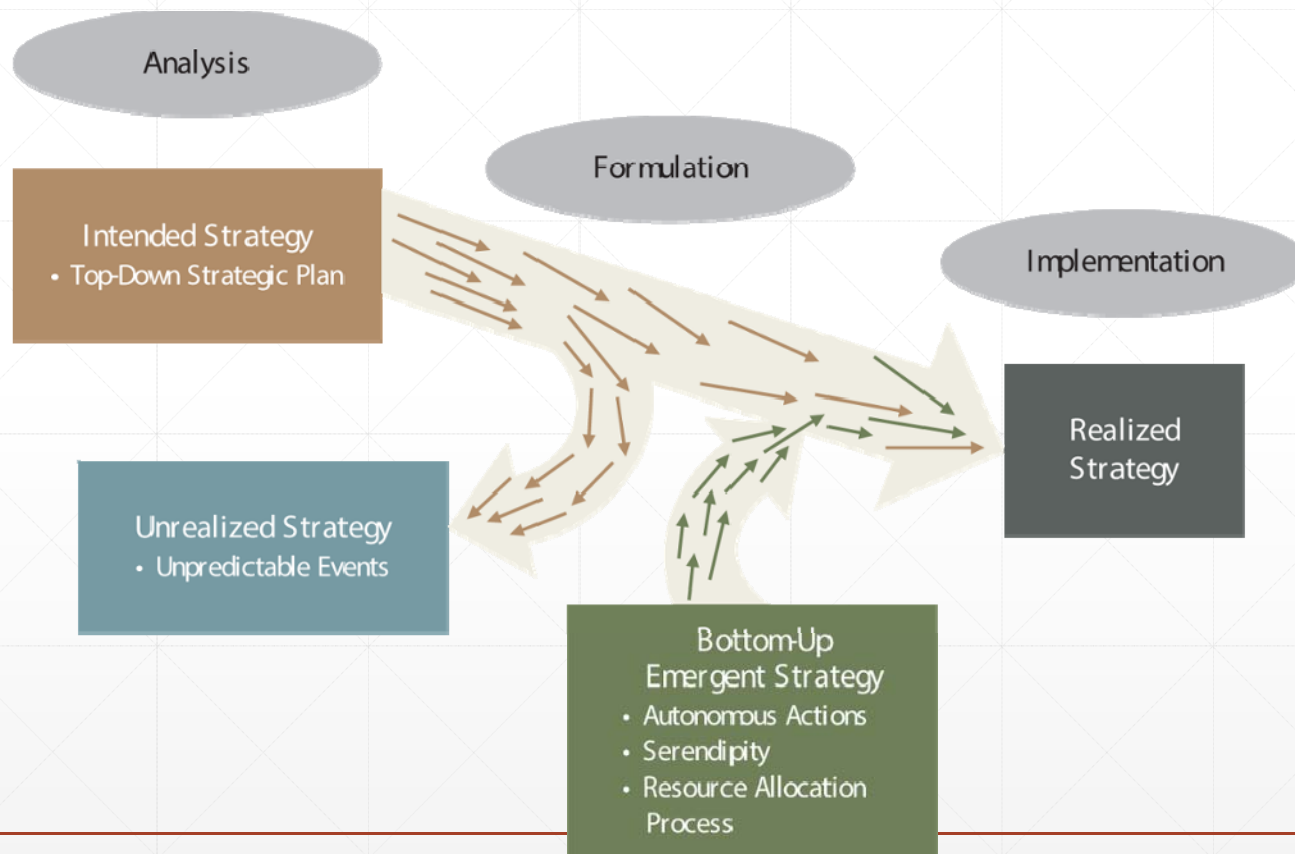 Analysis
Formulation
Implementation
Intended Strategy
• Top-Down Strategic Plan
Realized
Strategy
Unrealized Strategy
• Unpredictable Events
Bottom-Up
Emergent Strategy
• Autonomous Actions
• Serendipity
• Resource Allocation
Process